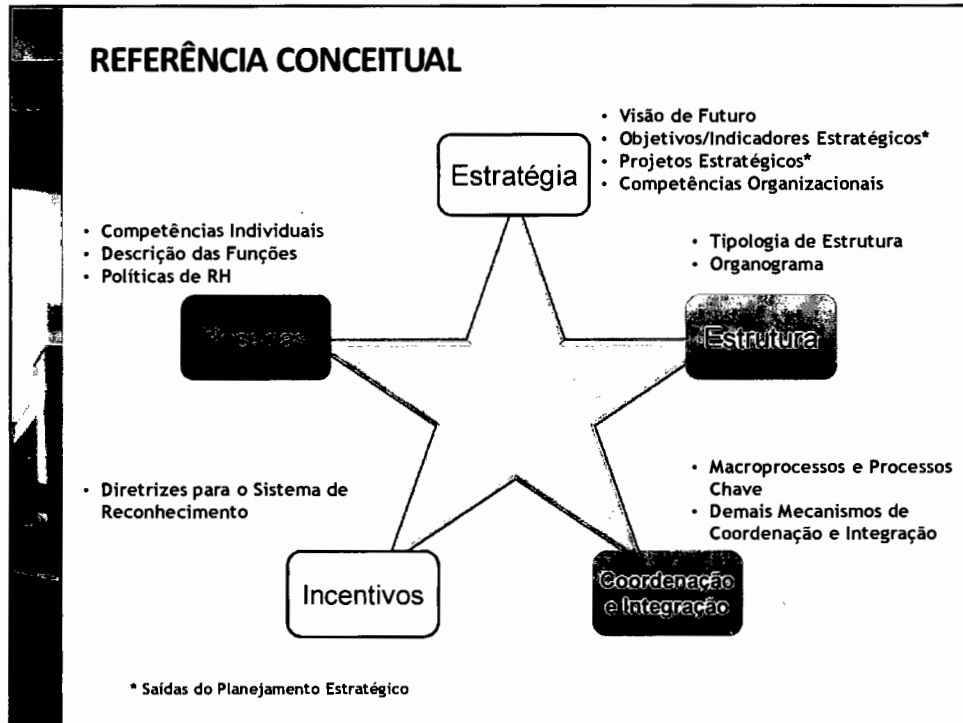 REFERÊNCIA CONCEITUAL
Estratégia
• Visão de Futuro
• Objetivos/Indicadores Estratégicos*
• Projetos Estratégicos*
• Competências Organizacionais
• Competências Individuais
• Descrição das Funções
• Políticas de RH
• Tipologia de Estrutura
• Organograma
Estrutura
• Diretrizes para o Sistema de
Reconhecimento
• Macroprocessos e Processos
Chave
• Demais Mecanismos de
Coordenação e Integração
Incentivos
Coordenação
e Integração
* Saídas do Planejamento Estratégico